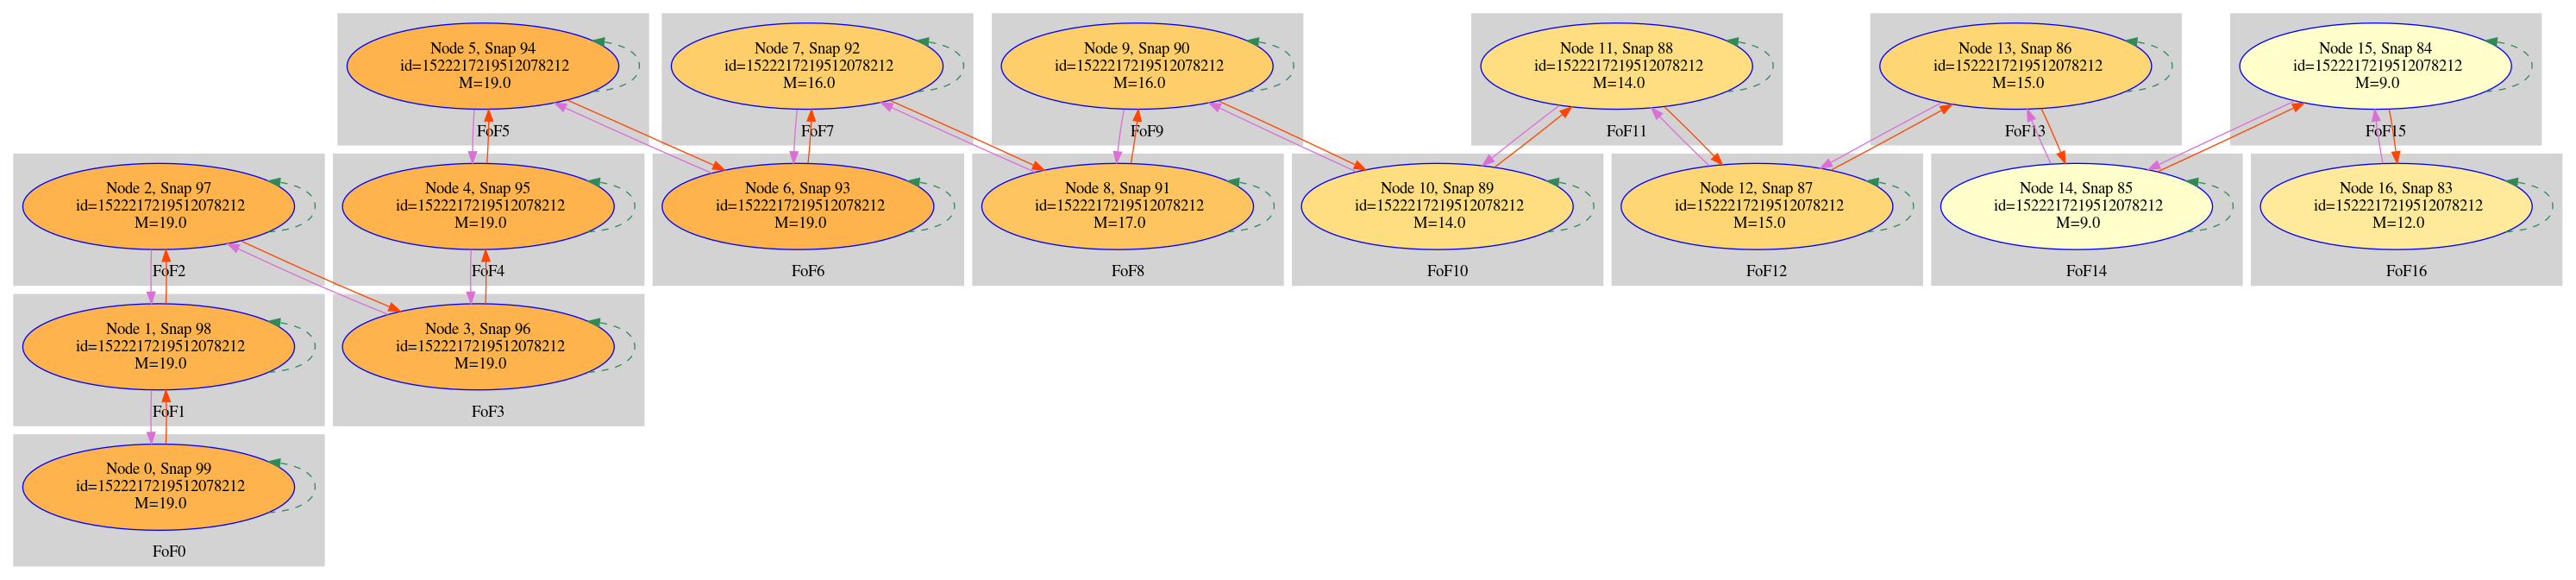 Node 5, Snap 94
id=1522217219512078212
M=19.0
FoF5
Node 7, Snap 92
id=1522217219512078212
M=16.0
FoF7
Node 9, Snap 90
id=1522217219512078212
M=16.0
FoF9
Node 11, Snap 88
id=1522217219512078212
M=14.0
FoF11
Node 13, Snap 86
id=1522217219512078212
M=15.0
FoF13
Node 15, Snap 84
id=1522217219512078212
M=9.0
FoF15
Node 2, Snap 97
id=1522217219512078212
M=19.0
FoF2
Node 4, Snap 95
id=1522217219512078212
M=19.0
FoF4
Node 6, Snap 93
id=1522217219512078212
M=19.0
FoF6
Node 8, Snap 91
id=1522217219512078212
M=17.0
FoF8
Node 10, Snap 89
id=1522217219512078212
M=14.0
FoF10
Node 12, Snap 87
id=1522217219512078212
M=15.0
FoF12
Node 14, Snap 85
id=1522217219512078212
M=9.0
FoF14
Node 16, Snap 83
id=1522217219512078212
M=12.0
FoF16
Node 1, Snap 98
id=1522217219512078212
M=19.0
FoF1
Node 3, Snap 96
id=1522217219512078212
M=19.0
FoF3
Node 0, Snap 99
id=1522217219512078212
M=19.0
FoF0